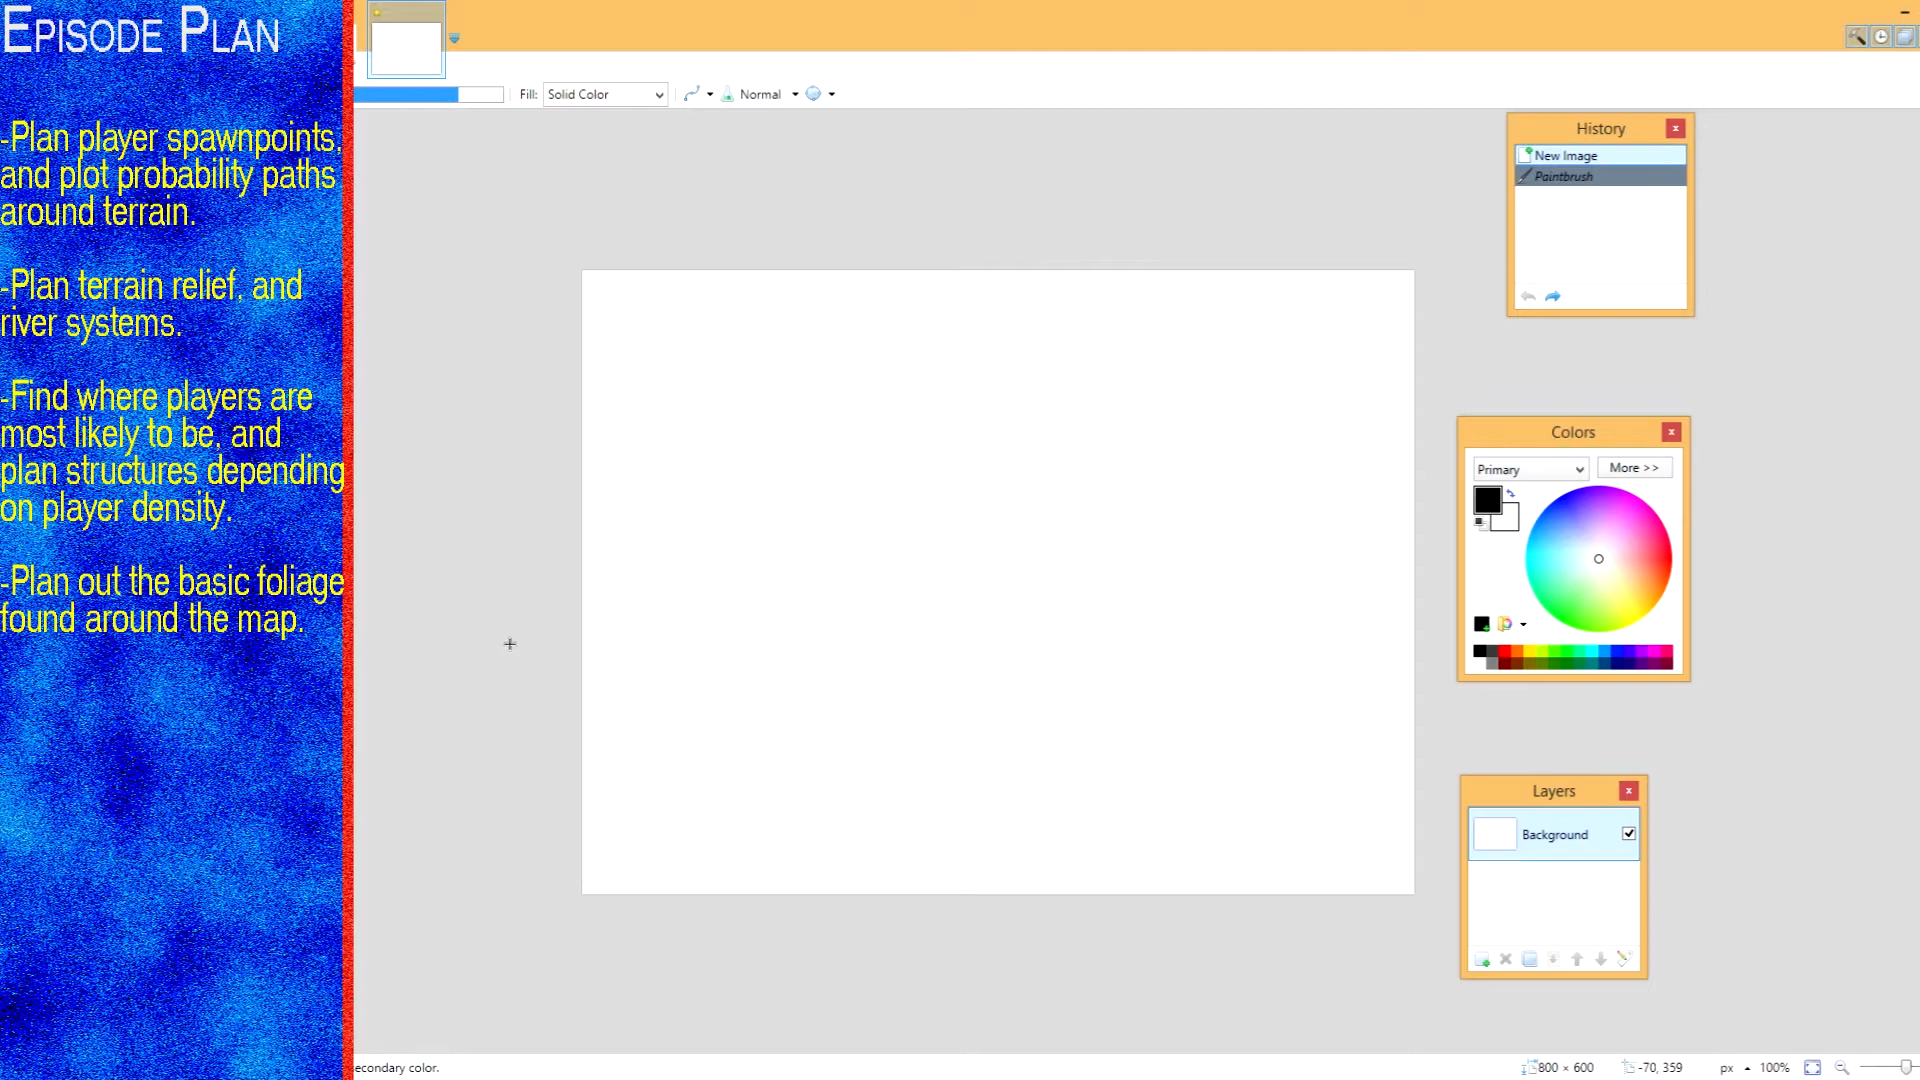 EPISODE PLAN
-Plan player spawnpoints,
and plot probability paths
around terrain.
-Plan terrain relief, and
river systems.
-Find where players are
most likely to be, and
plan structures depending
on player density.
-Plan out the basic foliage
found around the map.
Fill: Solid Color Normal
History
New Image
Paintbrush
Colors
Primary More >>
Layers
Background
econdary color.
800 × 600 -70, 359 px 100%